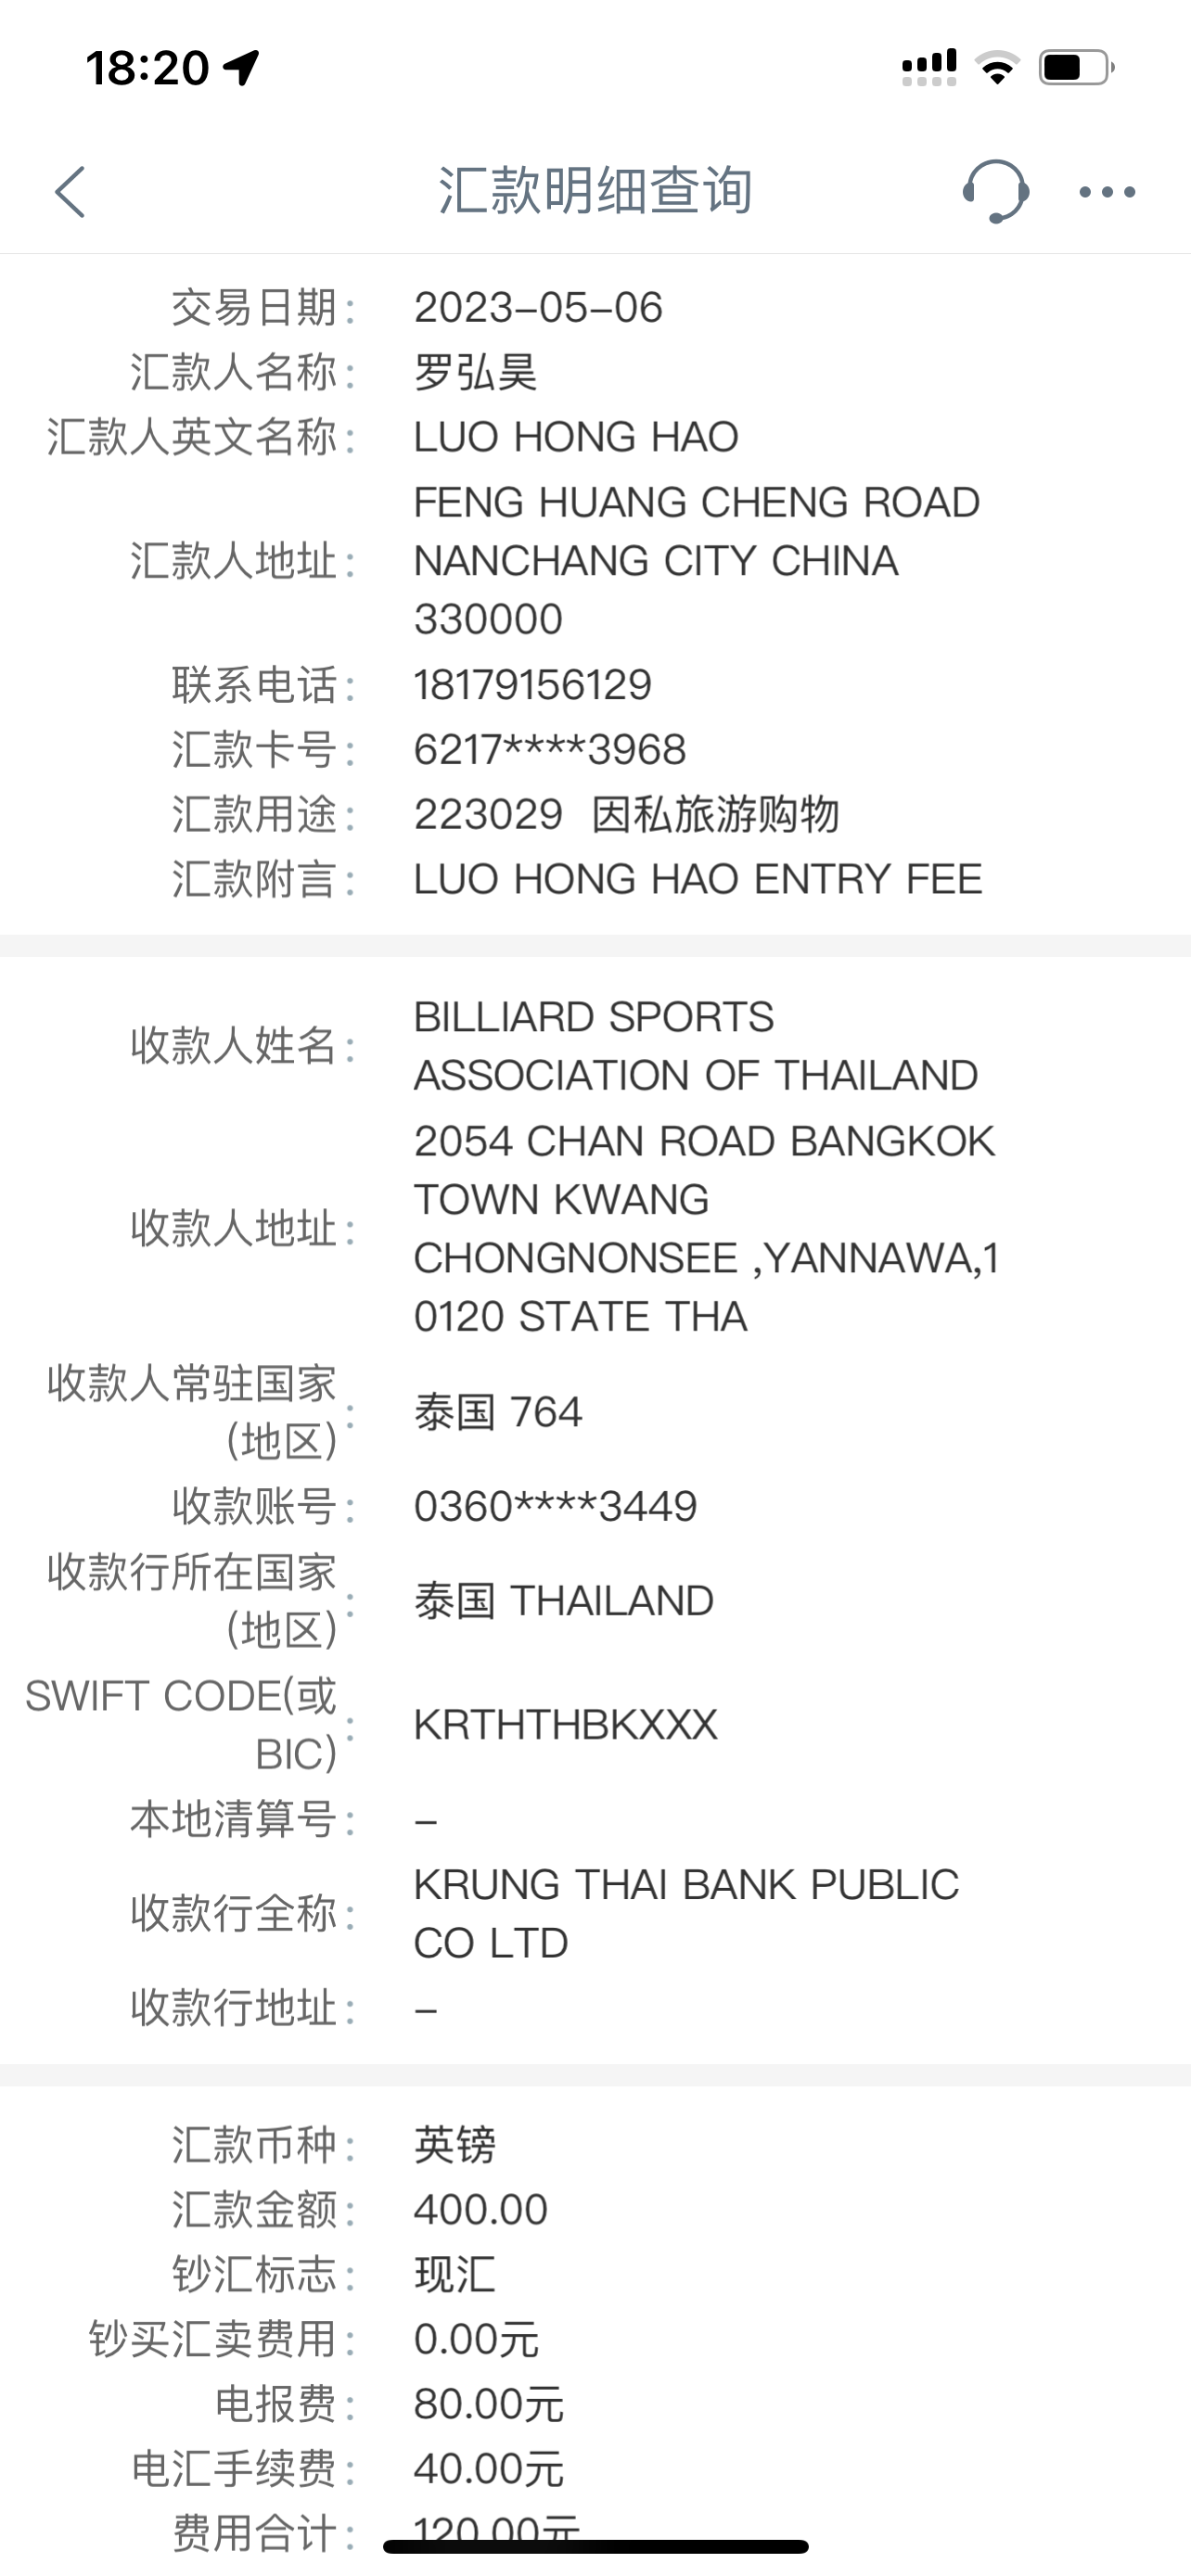 18:20
汇款明细查询
交易日期： 2023-05-06
汇款人名称： 罗弘昊
汇款人英文名称： LUO HONG HAO
汇款人地址： FENG HUANG CHENG ROAD
NANCHANG CITY CHINA
330000
联系电话： 18179156129
汇款卡号： 6217****3968
汇款用途： 223029 因私旅游购物
汇款附言： LUO HONG HAO ENTRY FEE
收款人姓名： BILLIARD SPORTS
ASSOCIATION OF THAILAND
收款人地址： 2054 CHAN ROAD BANGKOK
TOWN KWANG
CHONGNONSEE ,YANNAWA,1
0120 STATE THA
收款人常驻国家
(地区)： 泰国 764
收款账号： 0360****3449
收款行所在国家
(地区)： 泰国 THAILAND
SWIFT CODE(或
BIC)： KRTHTHBKXXX
本地清算号： -
收款行全称： KRUNG THAI BANK PUBLIC
CO LTD
收款行地址： -
汇款币种： 英镑
汇款金额： 400.00
钞汇标志： 现汇
钞买汇卖费用： 0.00元
电报费： 80.00元
电汇手续费： 40.00元
费用合计： 120.00元